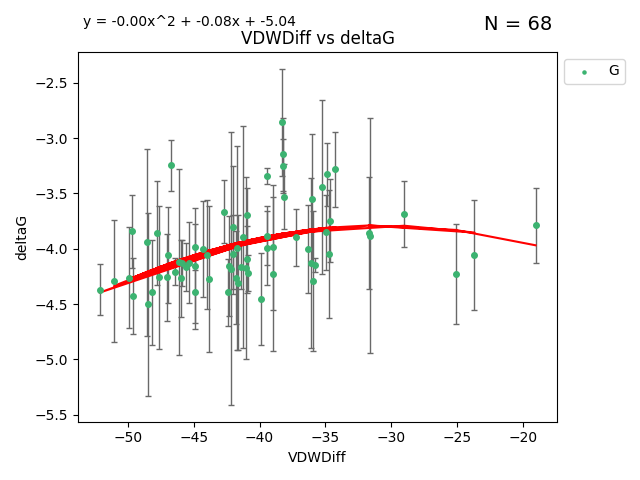 y = -0.00x^2 + -0.08x + -5.04
N = 68
VDWDiff vs deltaG
G
deltaG
−2.5
−3.0
−3.5
−4.0
−4.5
−5.0
−5.5
−50 −45 −40 −35 −30 −25 −20
VDWDiff